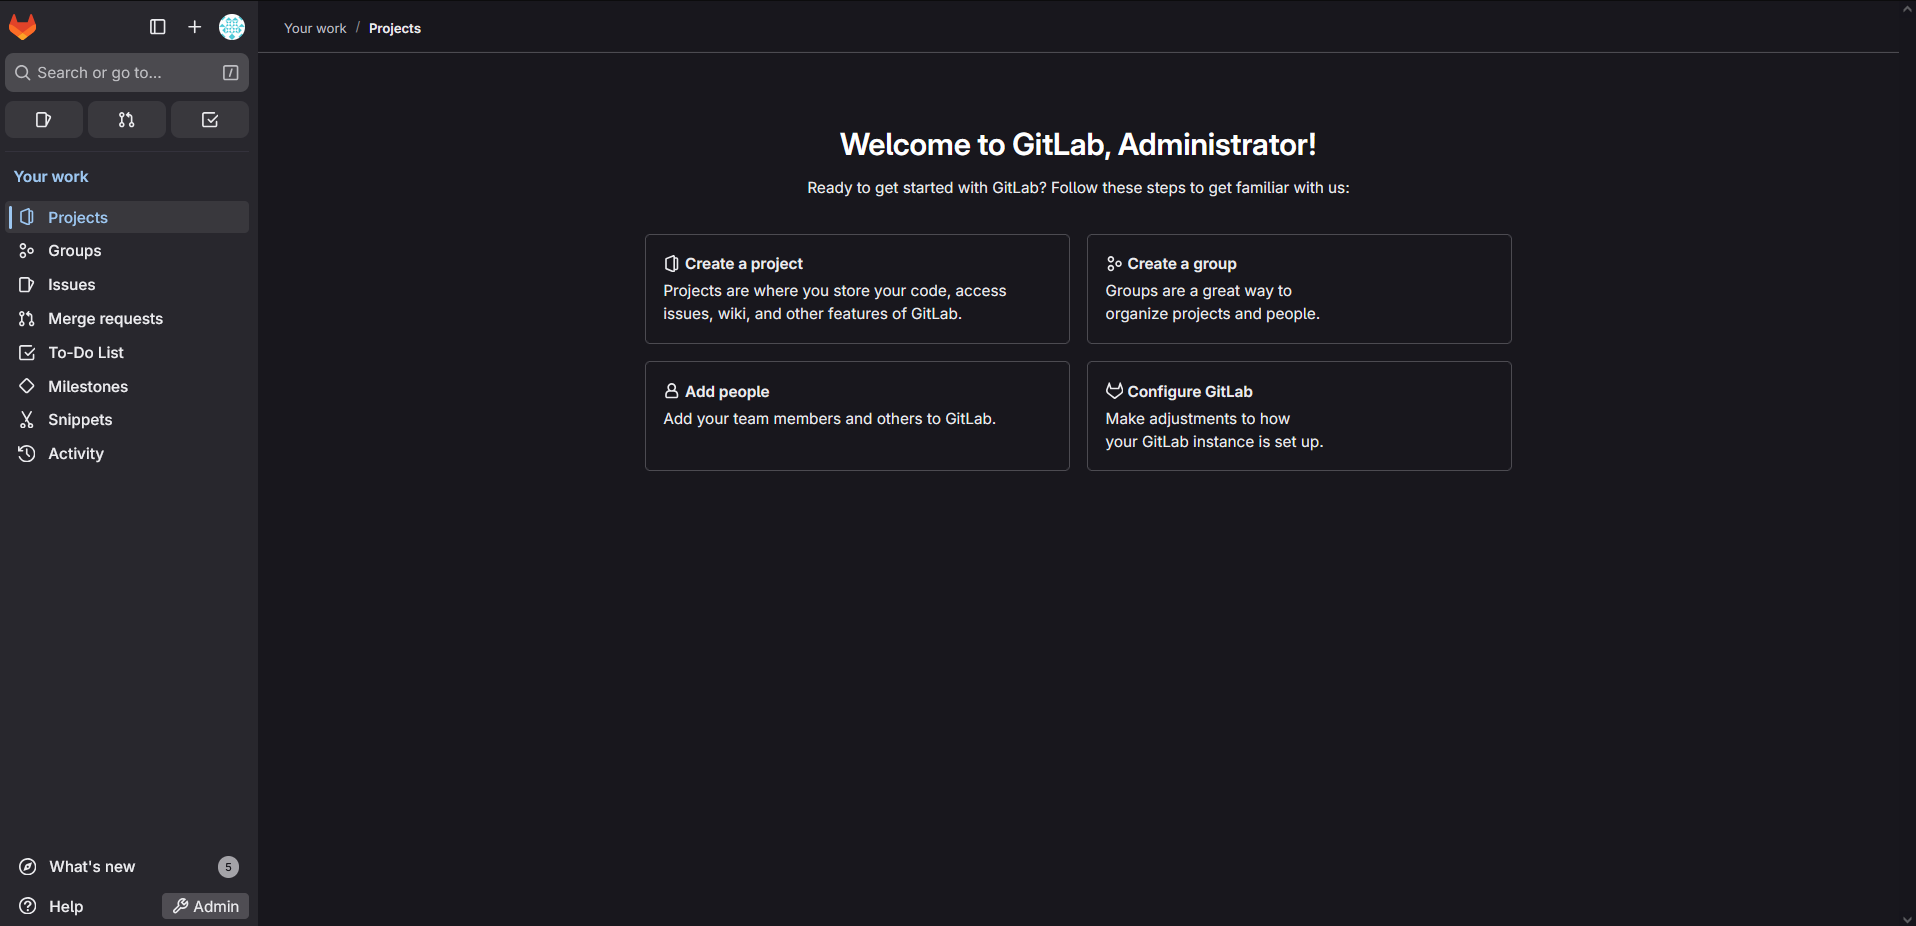 Your work / Projects
Search or go to... /
Your work
Projects
Groups
Issues
Merge requests
To-Do List
Milestones
Snippets
Activity
What's new 5
Help Admin
Welcome to GitLab, Administrator!
Ready to get started with GitLab? Follow these steps to get familiar with us:
Create a project
Projects are where you store your code, access
issues, wiki, and other features of GitLab.
Create a group
Groups are a great way to
organize projects and people.
Add people
Add your team members and others to GitLab.
Configure GitLab
Make adjustments to how
your GitLab instance is set up.